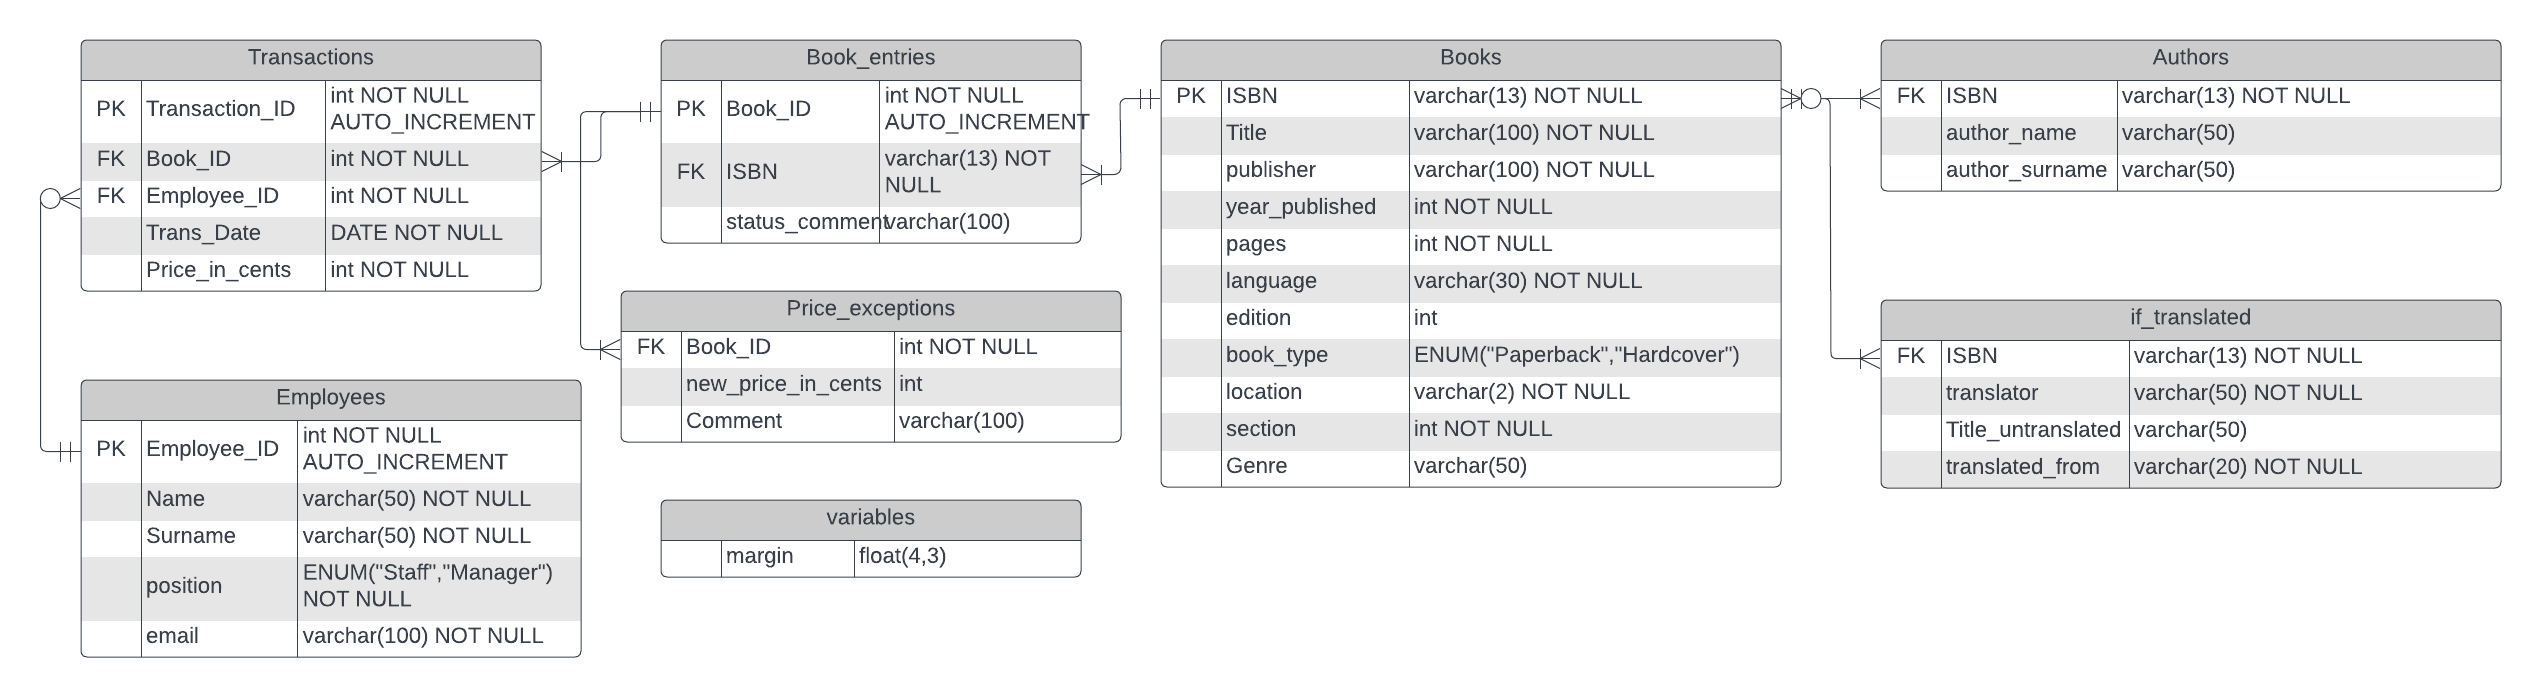 Transactions
PK Transaction_ID int NOT NULL
AUTO_INCREMENT
FK Book_ID int NOT NULL
FK Employee_ID int NOT NULL
Trans_Date DATE NOT NULL
Price_in_cents int NOT NULL
Employees
PK Employee_ID int NOT NULL
AUTO_INCREMENT
Name varchar(50) NOT NULL
Surname varchar(50) NOT NULL
position ENUM("Staff","Manager")
NOT NULL
email varchar(100) NOT NULL
Book_entries
PK Book_ID int NOT NULL
AUTO_INCREMENT
FK ISBN varchar(13) NOT
NULL
status_comment varchar(100)
Price_exceptions
FK Book_ID int NOT NULL
new_price_in_cents int
Comment varchar(100)
variables
margin float(4,3)
Books
PK ISBN varchar(13) NOT NULL
Title varchar(100) NOT NULL
publisher varchar(100) NOT NULL
year_published int NOT NULL
pages int NOT NULL
language varchar(30) NOT NULL
edition int
book_type ENUM("Paperback","Hardcover")
location varchar(2) NOT NULL
section int NOT NULL
Genre varchar(50)
Authors
FK ISBN varchar(13) NOT NULL
author_name varchar(50)
author_surname varchar(50)
if_translated
FK ISBN varchar(13) NOT NULL
translator varchar(50) NOT NULL
Title_untranslated varchar(50)
translated_from varchar(20) NOT NULL